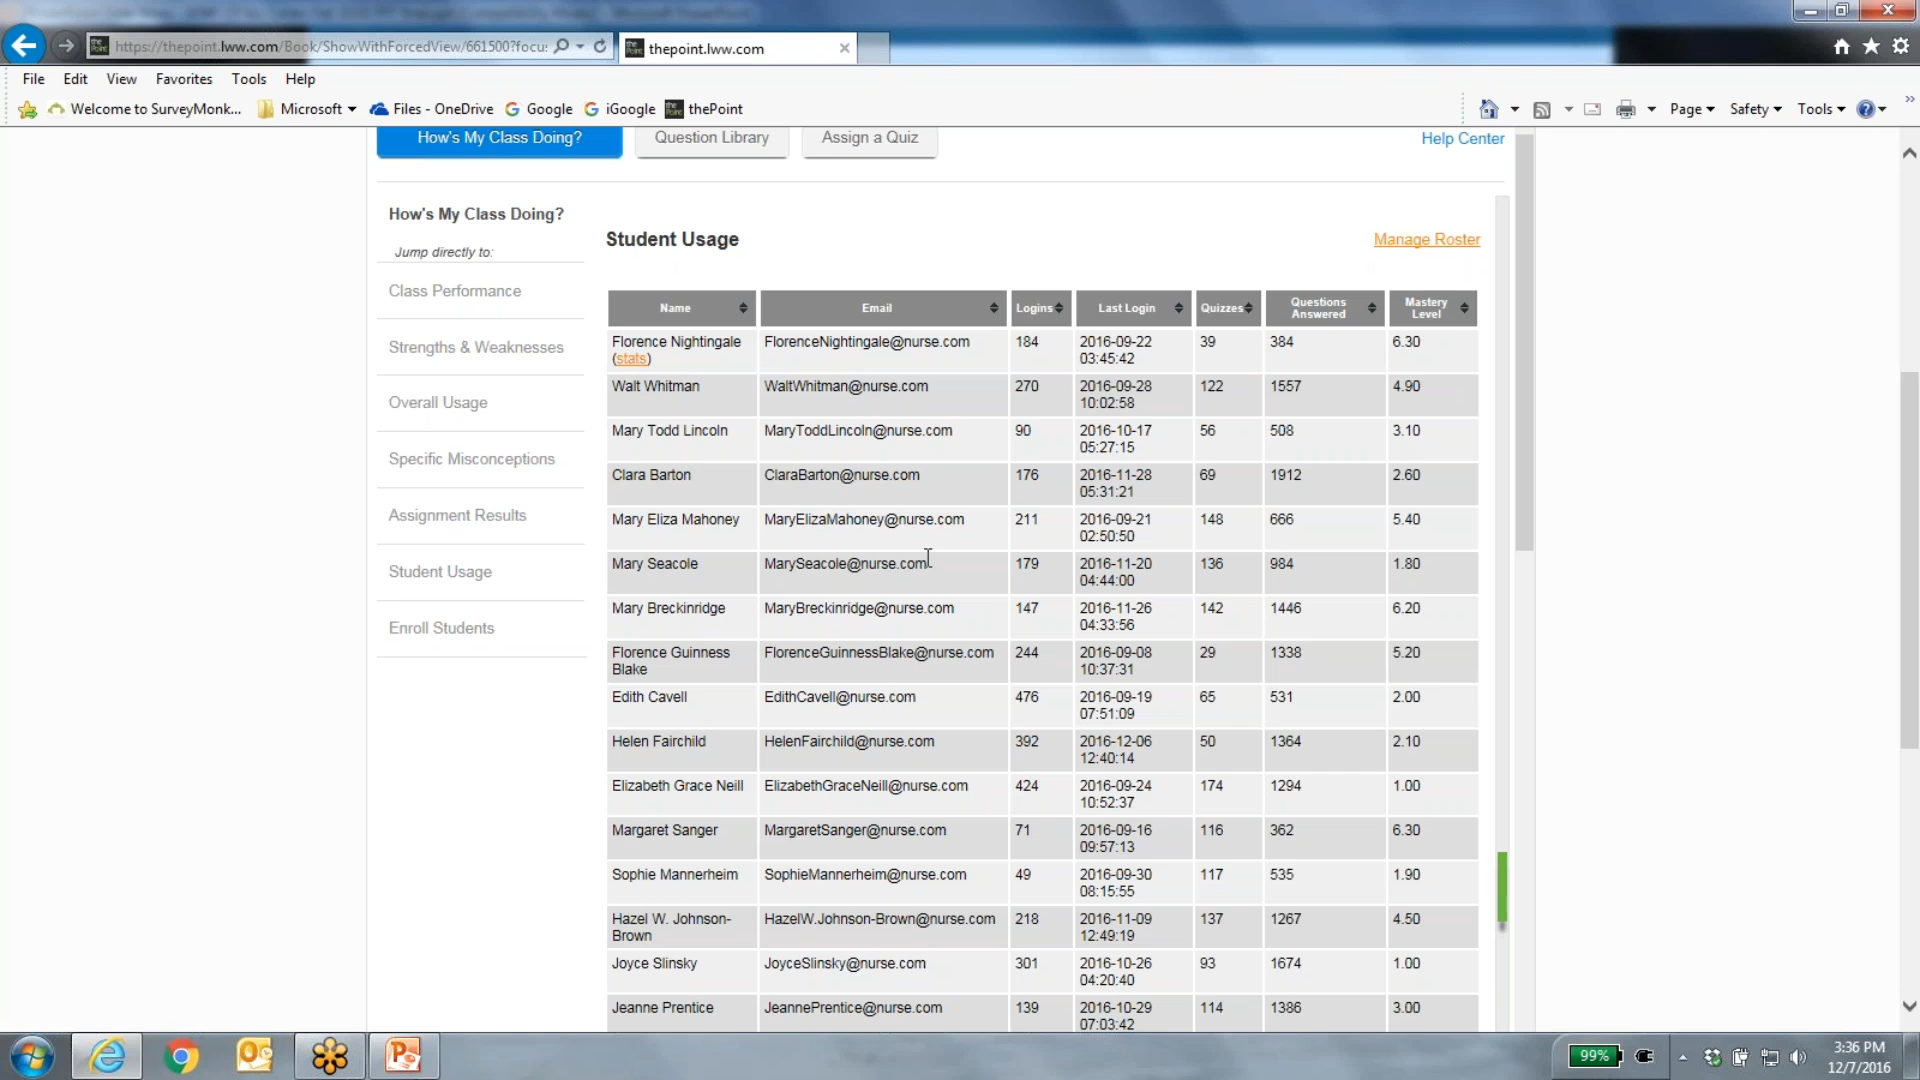 https://thepoint.lww.com/Book/ShowWithForcedView/661500?focu:
thepoint.lww.com
File Edit View Favorites Tools Help
Welcome to SurveyMonk... Microsoft Files - OneDrive Google iGoogle thePoint
Page Safety Tools
How's My Class Doing? Question Library Assign a Quiz Help Center
How's My Class Doing?
Jump directly to:
Class Performance
Strengths & Weaknesses
Overall Usage
Specific Misconceptions
Assignment Results
Student Usage
Enroll Students
Student Usage Manage Roster
Name Email Logins Last Login Quizzes Questions Answered Mastery Level
Florence Nightingale FlorenceNightingale@nurse.com 184 2016-09-22 39 384 6.30
(stats) 03:45:42
Walt Whitman WaltWhitman@nurse.com 270 2016-09-28 122 1557 4.90
10:02:58
Mary Todd Lincoln MaryToddLincoln@nurse.com 90 2016-10-17 56 508 3.10
05:27:15
Clara Barton ClaraBarton@nurse.com 176 2016-11-28 69 1912 2.60
05:31:21
Mary Eliza Mahoney MaryElizaMahoney@nurse.com 211 2016-09-21 148 666 5.40
02:50:50
Mary Seacole MarySeacole@nurse.com 179 2016-11-20 136 984 1.80
04:44:00
Mary Breckinridge MaryBreckinridge@nurse.com 147 2016-11-26 142 1446 6.20
04:33:56
Florence Guinness FlorenceGuinnessBlake@nurse.com 244 2016-09-08 29 1338 5.20
Blake 10:37:31
Edith Cavell EdithCavell@nurse.com 476 2016-09-19 65 531 2.00
07:51:09
Helen Fairchild HelenFairchild@nurse.com 392 2016-12-06 50 1364 2.10
12:40:14
Elizabeth Grace Neill ElizabethGraceNeill@nurse.com 424 2016-09-24 174 1294 1.00
10:52:37
Margaret Sanger MargaretSanger@nurse.com 71 2016-09-16 116 362 6.30
09:57:13
Sophie Mannerheim SophieMannerheim@nurse.com 49 2016-09-30 117 535 1.90
08:15:55
Hazel W. Johnson- HazelW.Johnson-Brown@nurse.com 218 2016-11-09 137 1267 4.50
Brown 12:49:19
Joyce Slinsky JoyceSlinsky@nurse.com 301 2016-10-26 93 1674 1.00
04:20:40
Jeanne Prentice JeannePrentice@nurse.com 139 2016-10-29 114 1386 3.00
07:03:42
99% 3:36 PM
12/7/2016